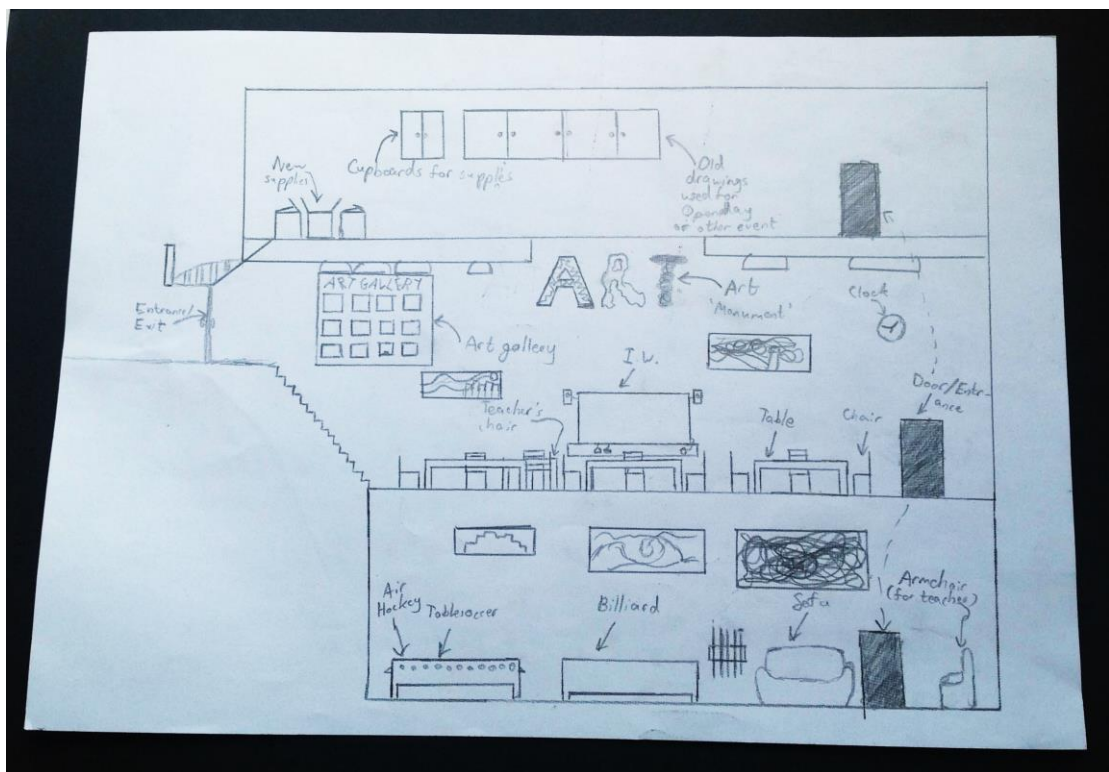 New
supplies
Cupboards for supplies
Old
drawings
used for
Openday
or other event
Entrance/
Exit
ART GALLERY
Art gallery
ART
Art
'Monument'
Clock
I.W.
Teacher's
chair
Table
Chair
Door/Entr-
ance
Air
Hockey
Tablesoccer
Billiard
Sofa
Armchair
(for teacher)